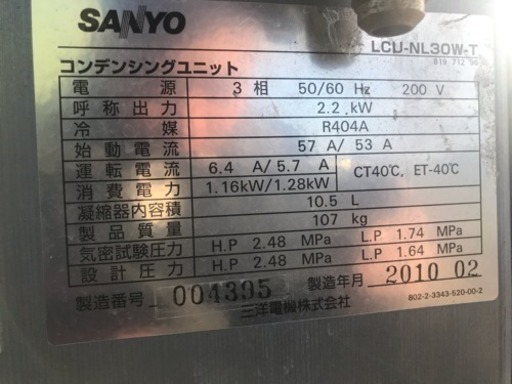 SANYO
LCU-NL30W-T
コンデンシングユニット
電源 3相 50/60 Hz 200 V
呼称出力 2.2 kW
冷媒 R404A
始動電流 57 A/ 53 A
運転電流 6.4 A/5.7 A CT40℃, ET-40℃
消費電力 1.16kW/1.28kW
凝縮器内容積 10.5 L
製品質量 107 kg
気密試験圧力 H.P 2.48 MPa L.P 1.74 MPa
設計圧力 H.P 2.48 MPa L.P 1.64 MPa
製造番号 004395 製造年月 2010 02
三洋電機株式会社 802-2-3343-520-00-2